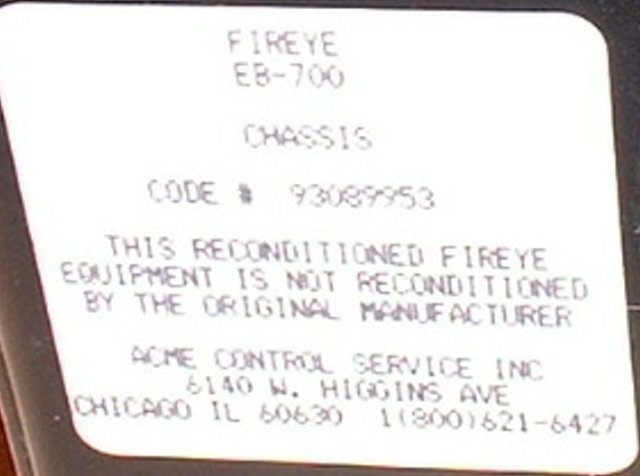 FIREYE
EB-700
CHASSIS
CODE # 93089953
THIS RECONDITIONED FIREYE
EQUIPMENT IS NOT RECONDITIONED
BY THE ORIGINAL MANUFACTURER
ACME CONTROL SERVICE INC
6140 W. HIGGINS AVE
CHICAGO IL 60630 1(800)621-6427